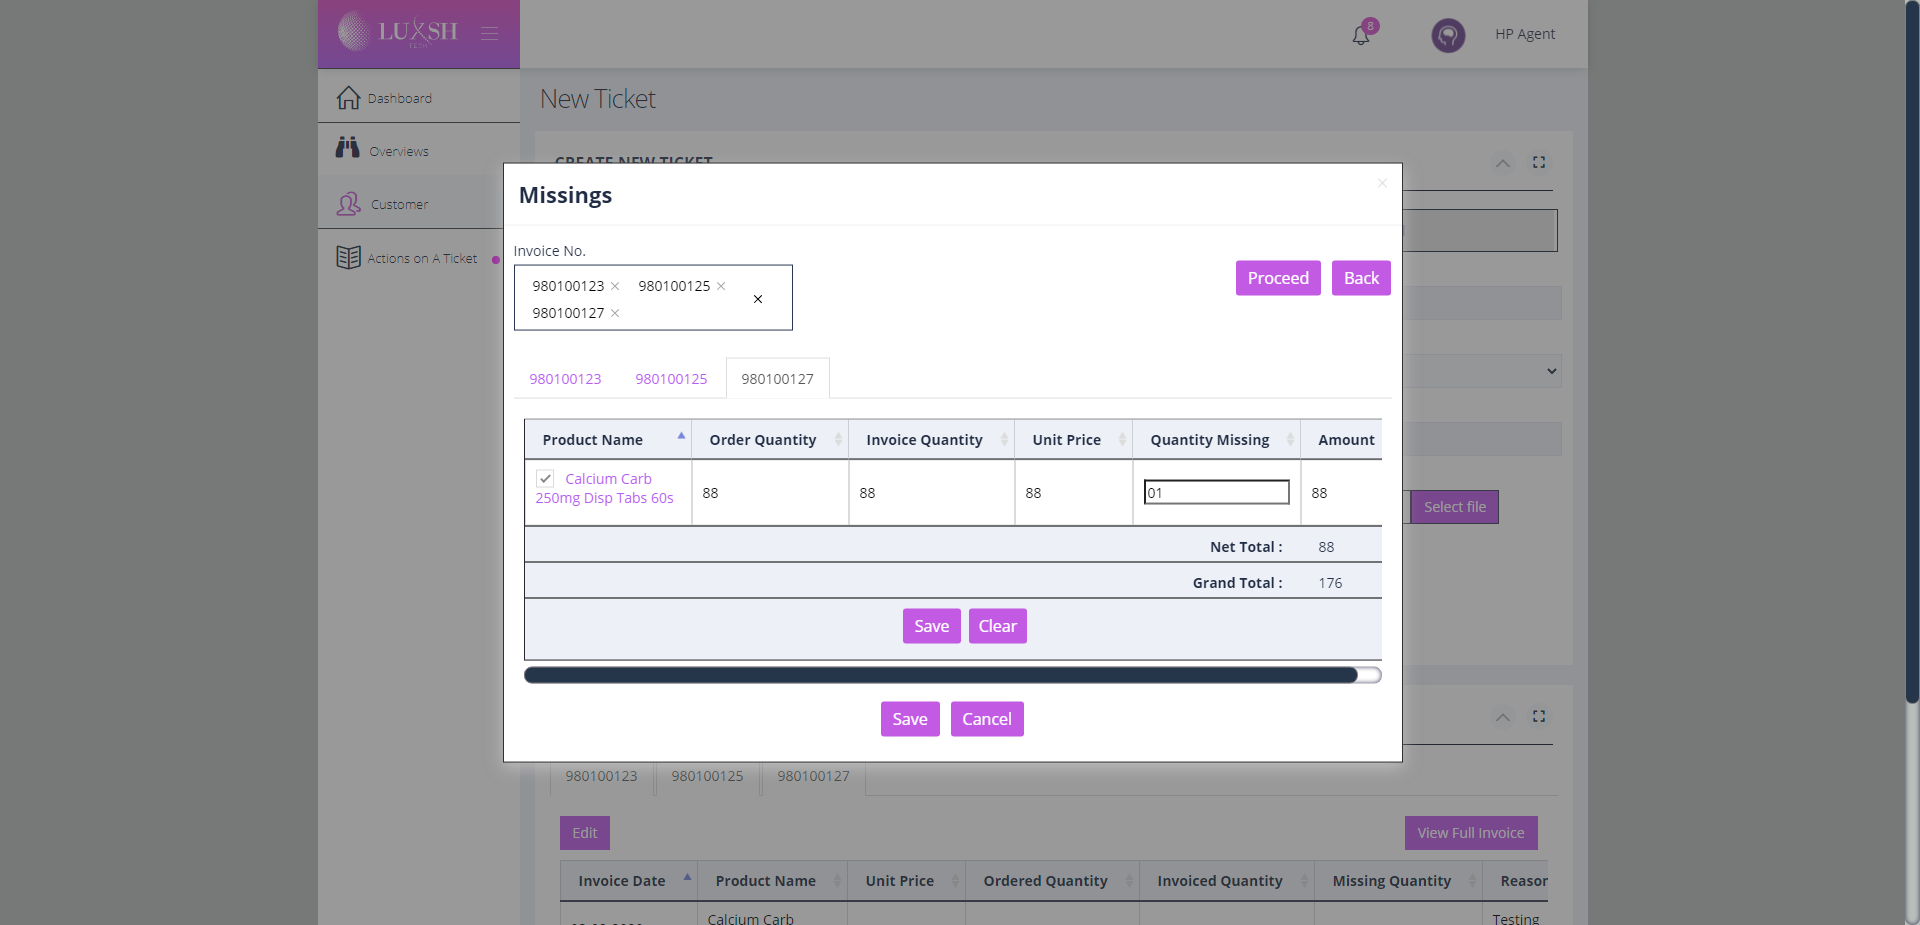 LUXSH
8
HP Agent
Dashboard
Overviews
Customer
Actions on A Ticket
New Ticket
CREATE NEW TICKET
Missings
Invoice No.
980100123 × 980100125 ×
980100127 ×
×
Proceed Back
980100123 980100125 980100127
Product Name Order Quantity Invoice Quantity Unit Price Quantity Missing Amount
Calcium Carb
250mg Disp Tabs 60s
88 88 88 01 88
Net Total : 88
Grand Total : 176
Save Clear
Save Cancel
Select file
980100123 980100125 980100127
Edit View Full Invoice
Invoice Date Product Name Unit Price Ordered Quantity Invoiced Quantity Missing Quantity Reason
Calcium Carb Testing